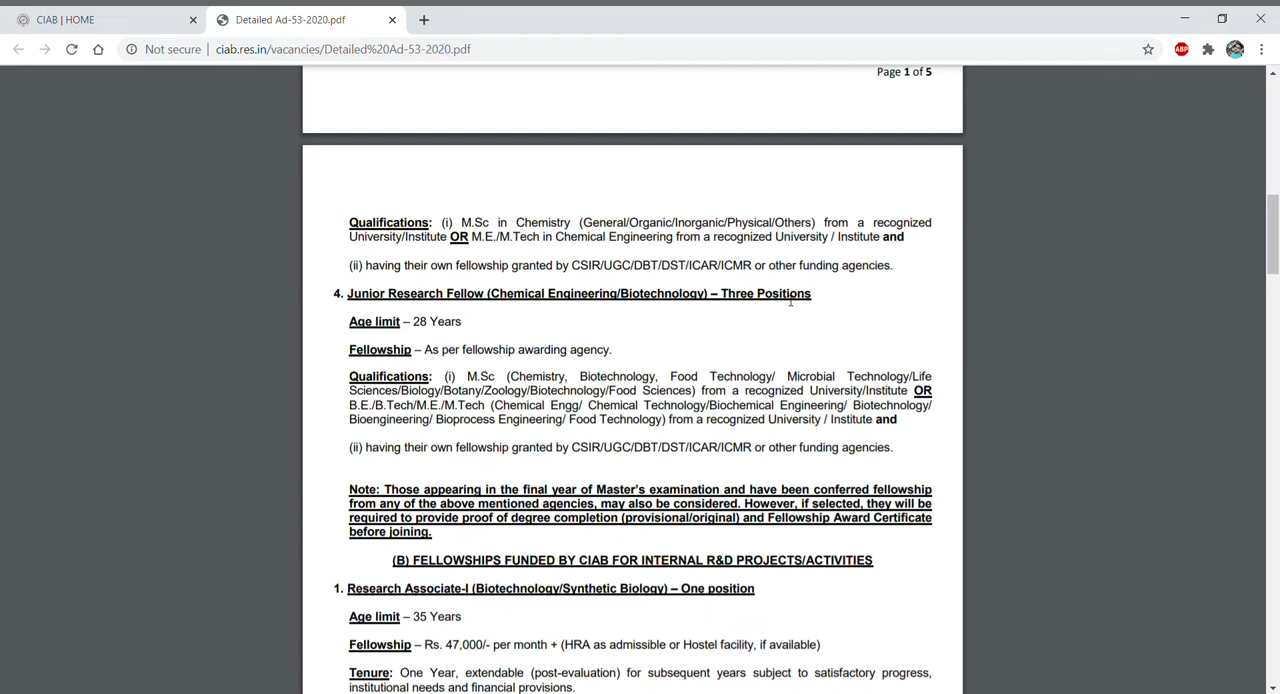 CIAB | HOME
Detailed Ad-53-2020.pdf
Not secure | ciab.res.in/vacancies/Detailed%20Ad-53-2020.pdf
ABP
Page 1 of 5
Qualifications: (i) M.Sc in Chemistry (General/Organic/Inorganic/Physical/Others) from a recognized
University/Institute OR M.E./M.Tech in Chemical Engineering from a recognized University / Institute and
(ii) having their own fellowship granted by CSIR/UGC/DBT/DST/ICAR/ICMR or other funding agencies.
4. Junior Research Fellow (Chemical Engineering/Biotechnology) – Three Positions
Age limit – 28 Years
Fellowship – As per fellowship awarding agency.
Qualifications: (i) M.Sc (Chemistry, Biotechnology, Food Technology/ Microbial Technology/Life
Sciences/Biology/Botany/Zoology/Biotechnology/Food Sciences) from a recognized University/Institute OR
B.E./B.Tech/M.E./M.Tech (Chemical Engg/ Chemical Technology/Biochemical Engineering/ Biotechnology/
Bioengineering/ Bioprocess Engineering/ Food Technology) from a recognized University / Institute and
(ii) having their own fellowship granted by CSIR/UGC/DBT/DST/ICAR/ICMR or other funding agencies.
Note: Those appearing in the final year of Master's examination and have been conferred fellowship
from any of the above mentioned agencies, may also be considered. However, if selected, they will be
required to provide proof of degree completion (provisional/original) and Fellowship Award Certificate
before joining.
(B) FELLOWSHIPS FUNDED BY CIAB FOR INTERNAL R&D PROJECTS/ACTIVITIES
1. Research Associate-I (Biotechnology/Synthetic Biology) – One position
Age limit – 35 Years
Fellowship – Rs. 47,000/- per month + (HRA as admissible or Hostel facility, if available)
Tenure: One Year, extendable (post-evaluation) for subsequent years subject to satisfactory progress,
institutional needs and financial provisions.